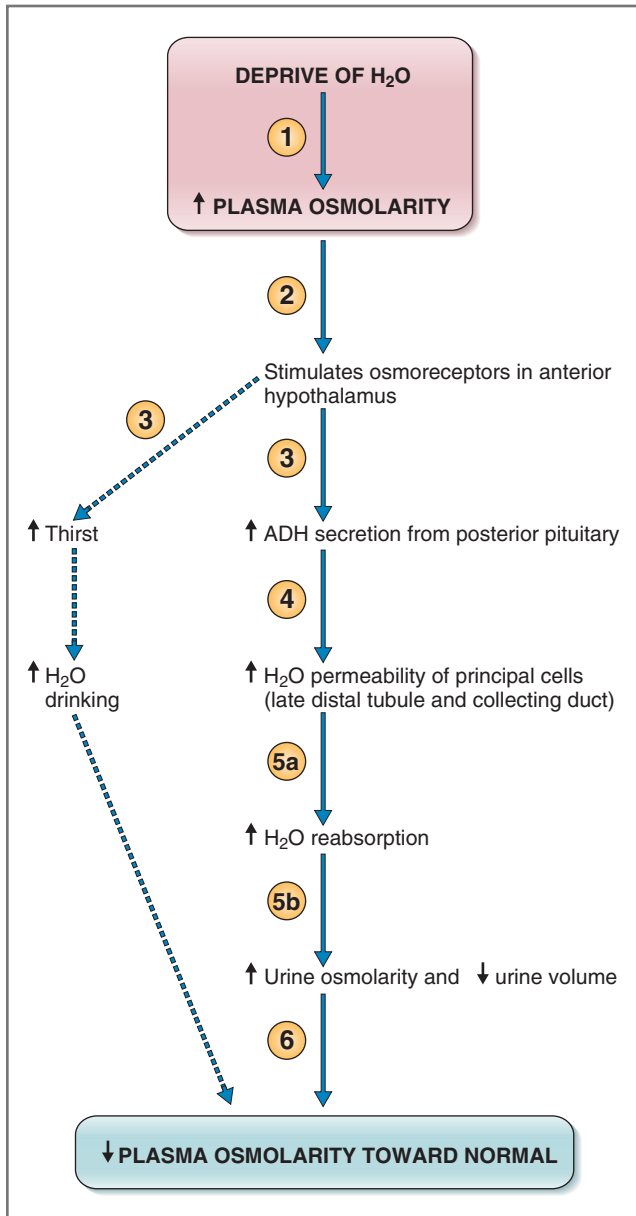 DEPRIVE OF H₂O
1
↑ PLASMA OSMOLARITY
2
Stimulates osmoreceptors in anterior
hypothalamus
3
3
↑ Thirst
↑ ADH secretion from posterior pituitary
4
↑ H₂O
drinking
↑ H₂O permeability of principal cells
(late distal tubule and collecting duct)
5a
↑ H₂O reabsorption
5b
↑ Urine osmolarity and ↓ urine volume
6
↓ PLASMA OSMOLARITY TOWARD NORMAL